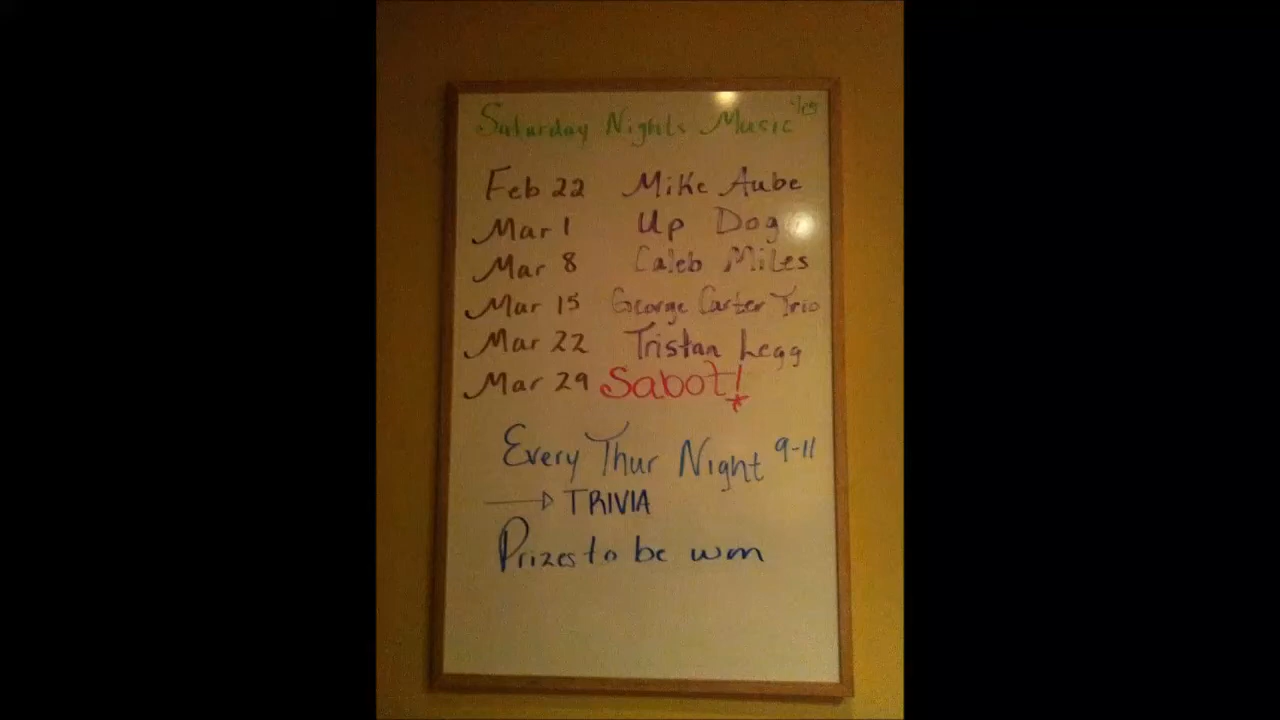 Saturday Nights Music
Feb 22 Mike Aube
Mar 1 Up Dog
Mar 8 Caleb Miles
Mar 15 George Carter Trio
Mar 22 Tristan Legg
Mar 29 Sabot!
Every Thur Night 9-11
TRIVIA
Prizes to be won